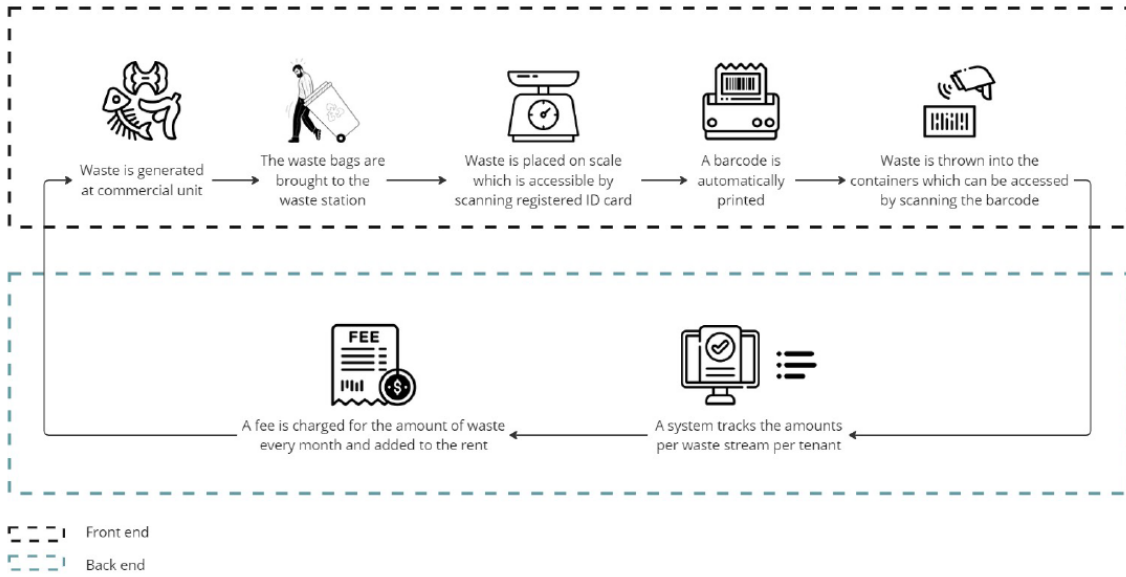 Waste is generated
at commercial unit
The waste bags are
brought to the
waste station
Waste is placed on scale
which is accessible by
scanning registered ID card
A barcode is
automatically
printed
Waste is thrown into the
containers which can be accessed
by scanning the barcode
FEE
$
A fee is charged for the amount of waste
every month and added to the rent
A system tracks the amounts
per waste stream per tenant
Front end
Back end